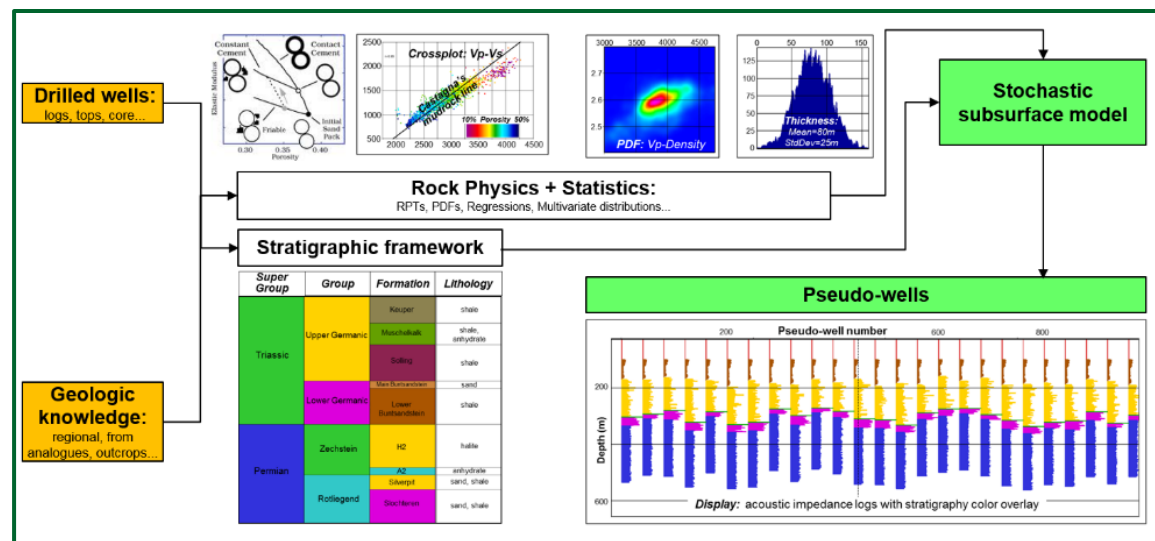 Drilled wells:
logs, tops, core...
Geologic
knowledge:
regional, from
analogues, outcrops...
Constant
Cement
Contact
Cement
Elastic Modulus
Friable
Initial
Sand
Pack
0.30 0.35 0.40
Porosity
Crossplot: Vp-Vs
Castagna's
mudrock line
10% Porosity 50%
2500
2000
1500
1000
500
2000 2500 3000 3500 4000 4500
3000 3500 4000 4500
2.7
2.6
2.5
PDF: Vp-Density
0 50 100 150
125
100
75
50
25
0
Thickness:
Mean=80m
StdDev=25m
Rock Physics + Statistics:
RPTs, PDFs, Regressions, Multivariate distributions...
Stratigraphic framework
Stochastic
subsurface model
Super
Group
Group
Formation
Lithology
Triassic
Upper Germanic
Keuper
shale
Muschelkalk
shale,
anhydrate
Solling
shale
Lower Germanic
Main Buntsandstein
sand
Lower
Buntsandstein
shale
Permian
Zechstein
H2
halite
A2
anhydrate
Rotliegend
Silverpit
sand, shale
Slochteren
sand, shale
Pseudo-wells
Pseudo-well number
200 600 800
Depth (m)
200
600
Display: acoustic impedance logs with stratigraphy color overlay